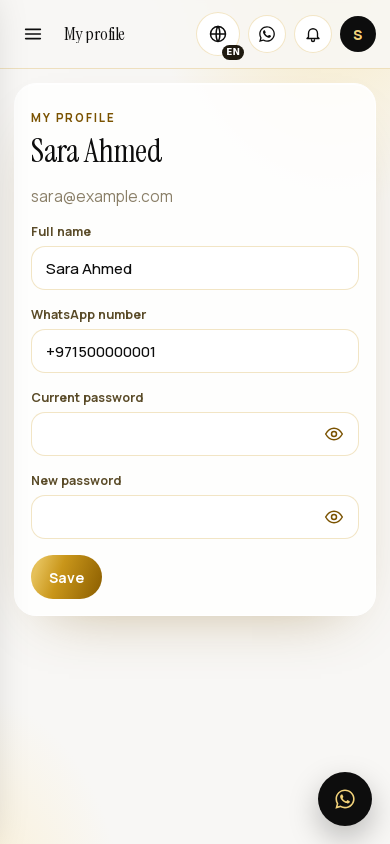 My profile
EN
S
MY PROFILE
Sara Ahmed
sara@example.com
Full name
Sara Ahmed
WhatsApp number
+971500000001
Current password
New password
Save